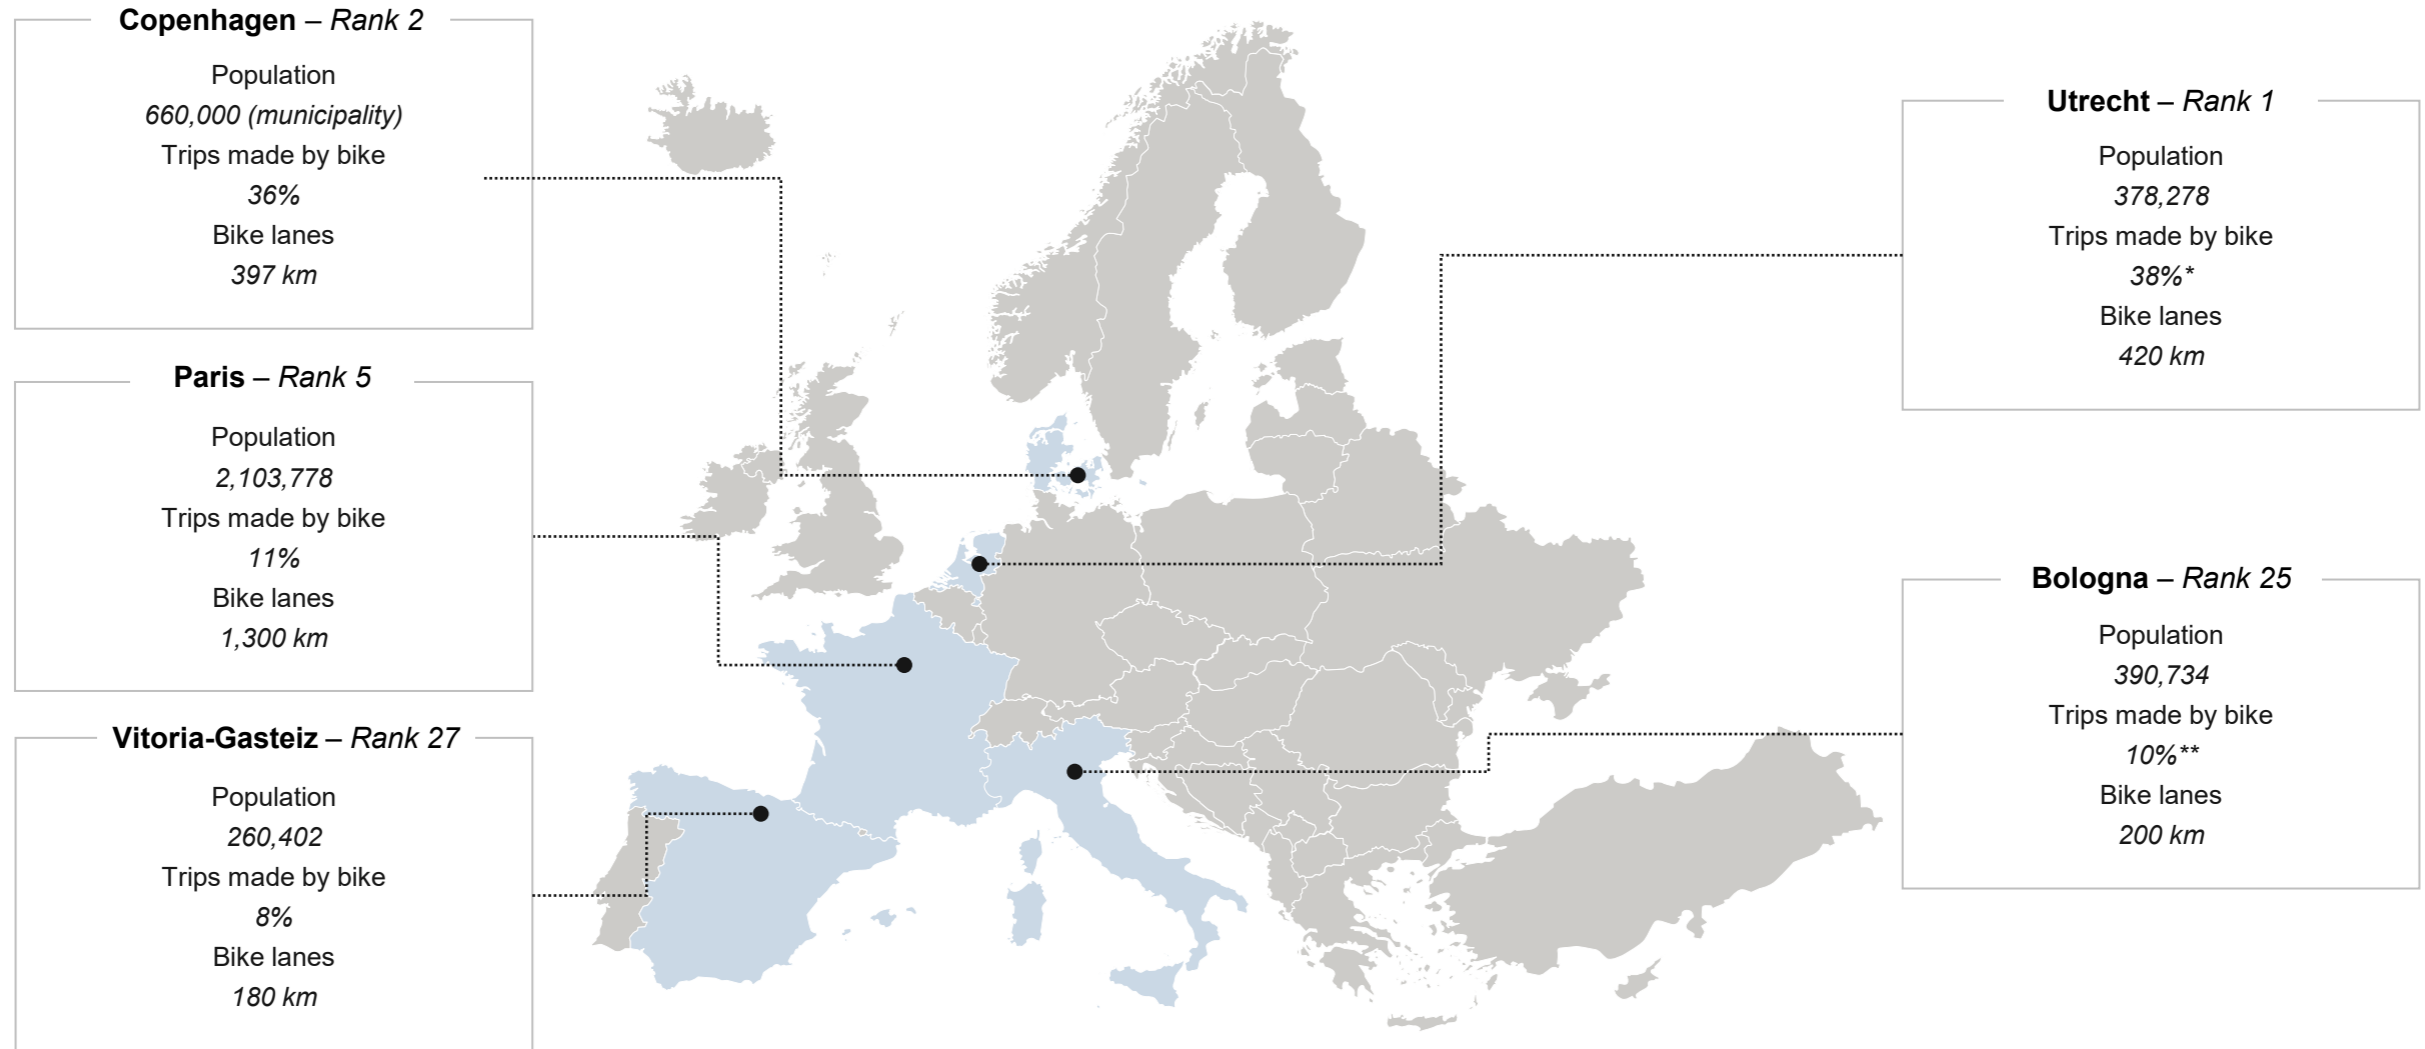 Copenhagen – Rank 2
Population
660,000 (municipality)
Trips made by bike
36%
Bike lanes
397 km
Paris – Rank 5
Population
2,103,778
Trips made by bike
11%
Bike lanes
1,300 km
Vitoria-Gasteiz – Rank 27
Population
260,402
Trips made by bike
8%
Bike lanes
180 km
Utrecht – Rank 1
Population
378,278
Trips made by bike
38%*
Bike lanes
420 km
Bologna – Rank 25
Population
390,734
Trips made by bike
10%**
Bike lanes
200 km